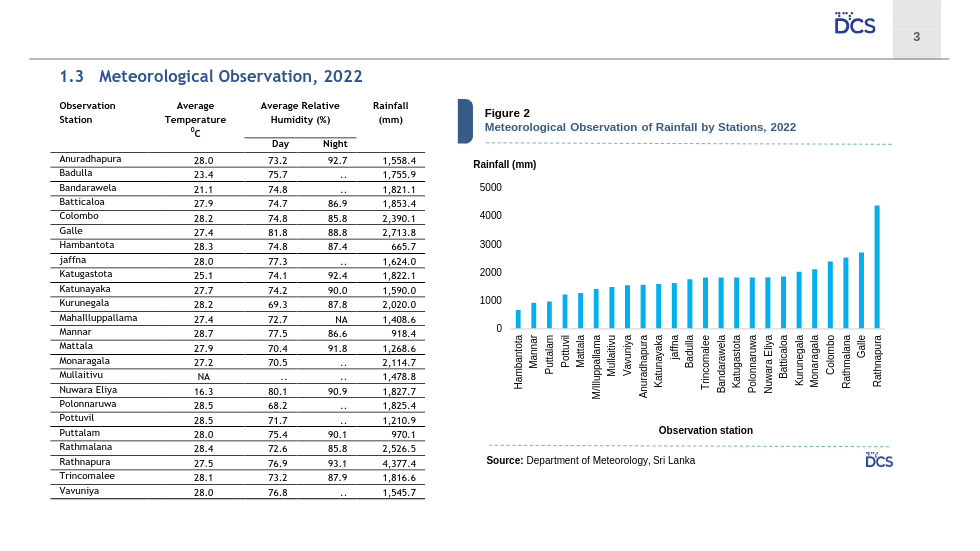 DCS
3
1.3 Meteorological Observation, 2022
Observation Station Average Temperature ⁰C Average Relative Humidity (%) Rainfall (mm)
Day Night
Anuradhapura 28.0 73.2 92.7 1,558.4
Badulla 23.4 75.7 .. 1,755.9
Bandarawela 21.1 74.8 .. 1,821.1
Batticaloa 27.9 74.7 86.9 1,853.4
Colombo 28.2 74.8 85.8 2,390.1
Galle 27.4 81.8 88.8 2,713.8
Hambantota 28.3 74.8 87.4 665.7
jaffna 28.0 77.3 .. 1,624.0
Katugastota 25.1 74.1 92.4 1,822.1
Katunayaka 27.7 74.2 90.0 1,590.0
Kurunegala 28.2 69.3 87.8 2,020.0
Mahallluppallama 27.4 72.7 NA 1,408.6
Mannar 28.7 77.5 86.6 918.4
Mattala 27.9 70.4 91.8 1,268.6
Monaragala 27.2 70.5 .. 2,114.7
Mullaitivu NA .. .. 1,478.8
Nuwara Eliya 16.3 80.1 90.9 1,827.7
Polonnaruwa 28.5 68.2 .. 1,825.4
Pottuvil 28.5 71.7 .. 1,210.9
Puttalam 28.0 75.4 90.1 970.1
Rathmalana 28.4 72.6 85.8 2,526.5
Rathnapura 27.5 76.9 93.1 4,377.4
Trincomalee 28.1 73.2 87.9 1,816.6
Vavuniya 28.0 76.8 .. 1,545.7
Figure 2
Meteorological Observation of Rainfall by Stations, 2022
Rainfall (mm)
5000
4000
3000
2000
1000
0
Hambantota
Mannar
Puttalam
Pottuvil
Mattala
M/Illuppallama
Mullaitivu
Vavuniya
Anuradhapura
Katunayaka
jaffna
Badulla
Trincomalee
Bandarawela
Katugastota
Polonnaruwa
Nuwara Eliya
Batticaloa
Kurunegala
Monaragala
Colombo
Rathmalana
Galle
Rathnapura
Observation station
Source: Department of Meteorology, Sri Lanka
DCS